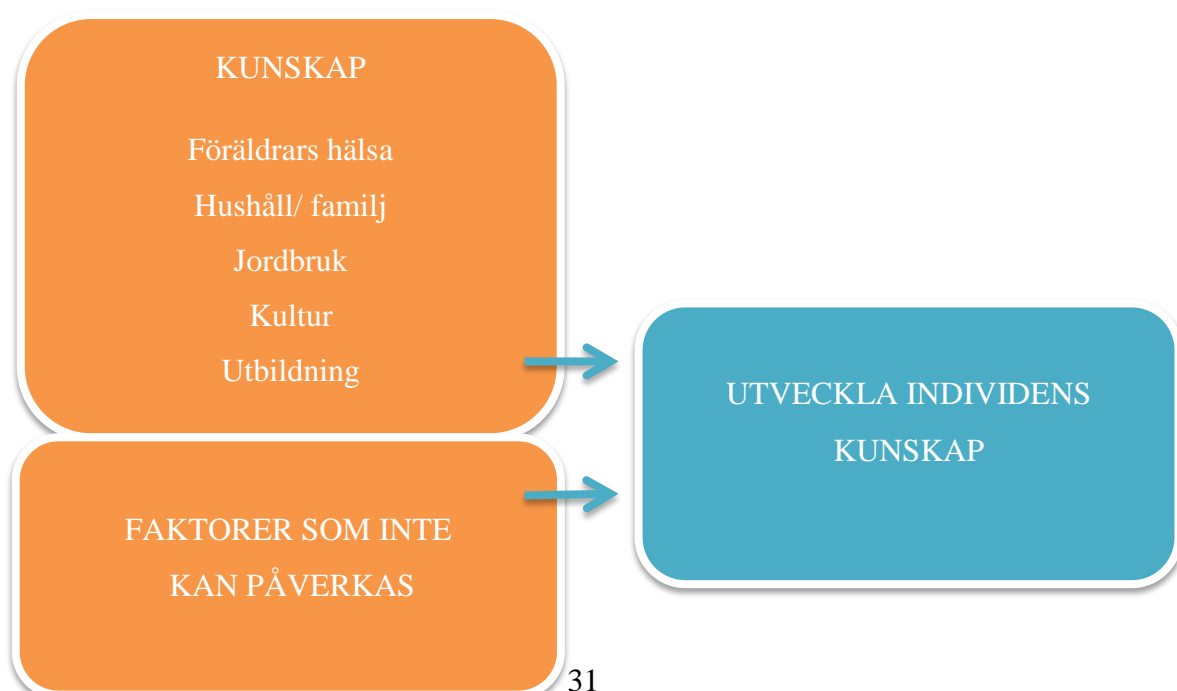 KUNSKAP
Föräldrars hälsa
Hushåll/ familj
Jordbruk
Kultur
Utbildning
FAKTORER SOM INTE
KAN PÅVERKAS
UTVECKLA INDIVIDENS
KUNSKAP
31